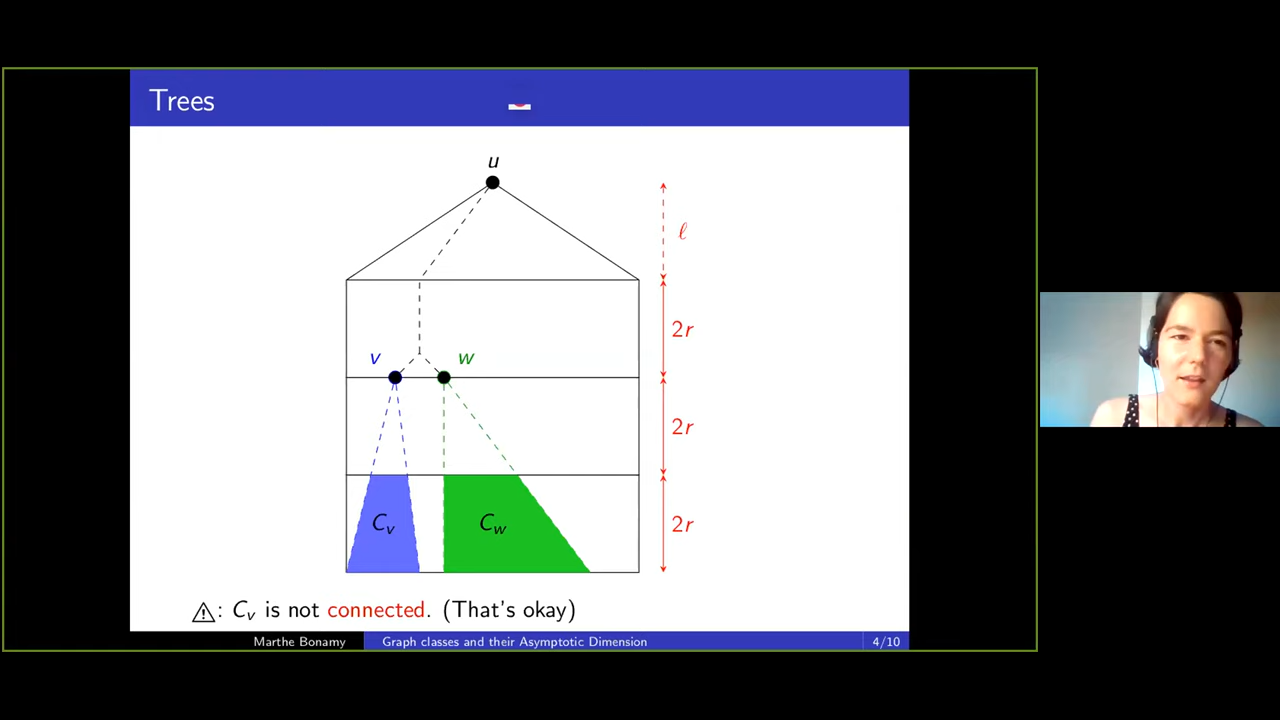 Trees
u
ℓ
2r
v
w
2r
C_v
C_w
2r
⚠: C_v is not connected. (That's okay)
Marthe Bonamy
Graph classes and their Asymptotic Dimension
4/10